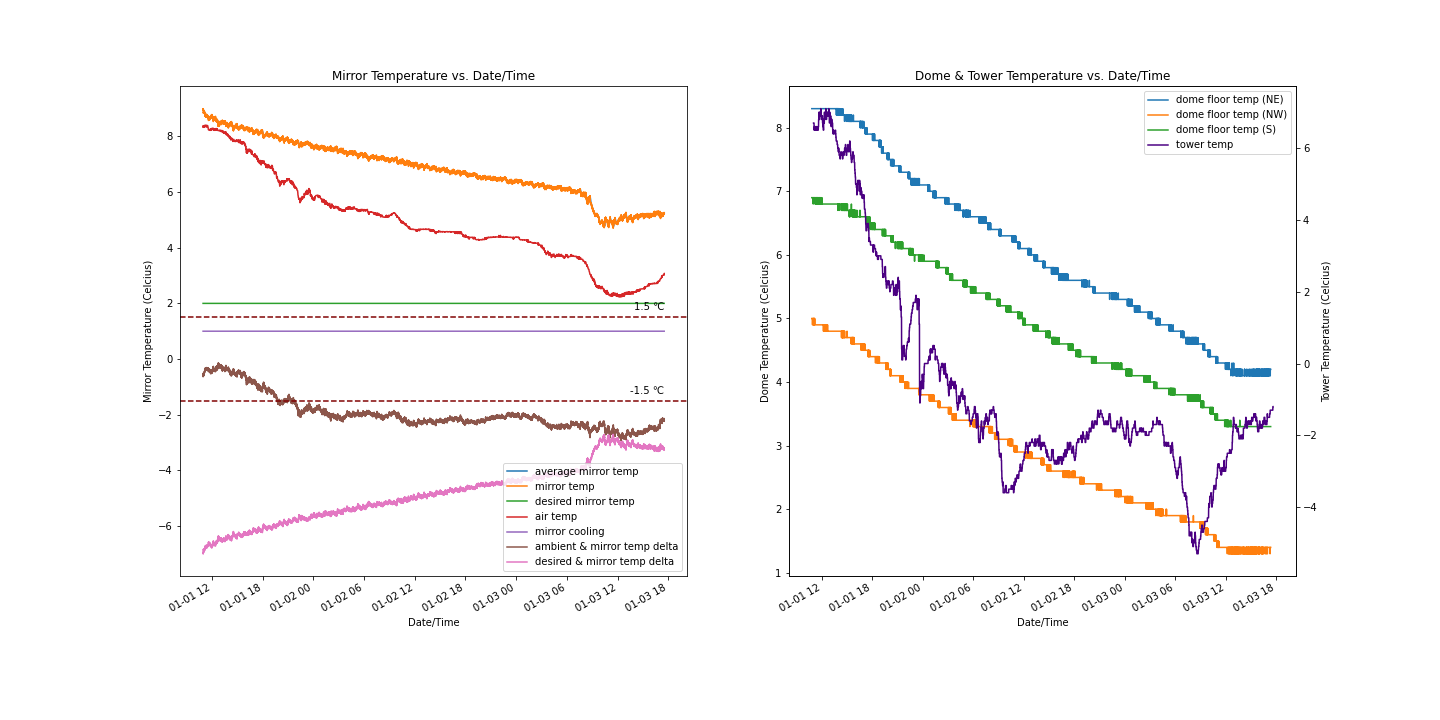 Mirror Temperature vs. Date/Time
Mirror Temperature (Celcius)
8
6
4
2
0
−2
−4
−6
1.5 °C
-1.5 °C
average mirror temp
mirror temp
desired mirror temp
air temp
mirror cooling
ambient & mirror temp delta
desired & mirror temp delta
01-01 12
01-01 18
01-02 00
01-02 06
01-02 12
01-02 18
01-03 00
01-03 06
01-03 12
01-03 18
Date/Time
Dome & Tower Temperature vs. Date/Time
Dome Temperature (Celcius)
8
7
6
5
4
3
2
1
dome floor temp (NE)
dome floor temp (NW)
dome floor temp (S)
tower temp
6
4
2
0
−2
−4
Tower Temperature (Celcius)
01-01 12
01-01 18
01-02 00
01-02 06
01-02 12
01-02 18
01-03 00
01-03 06
01-03 12
01-03 18
Date/Time